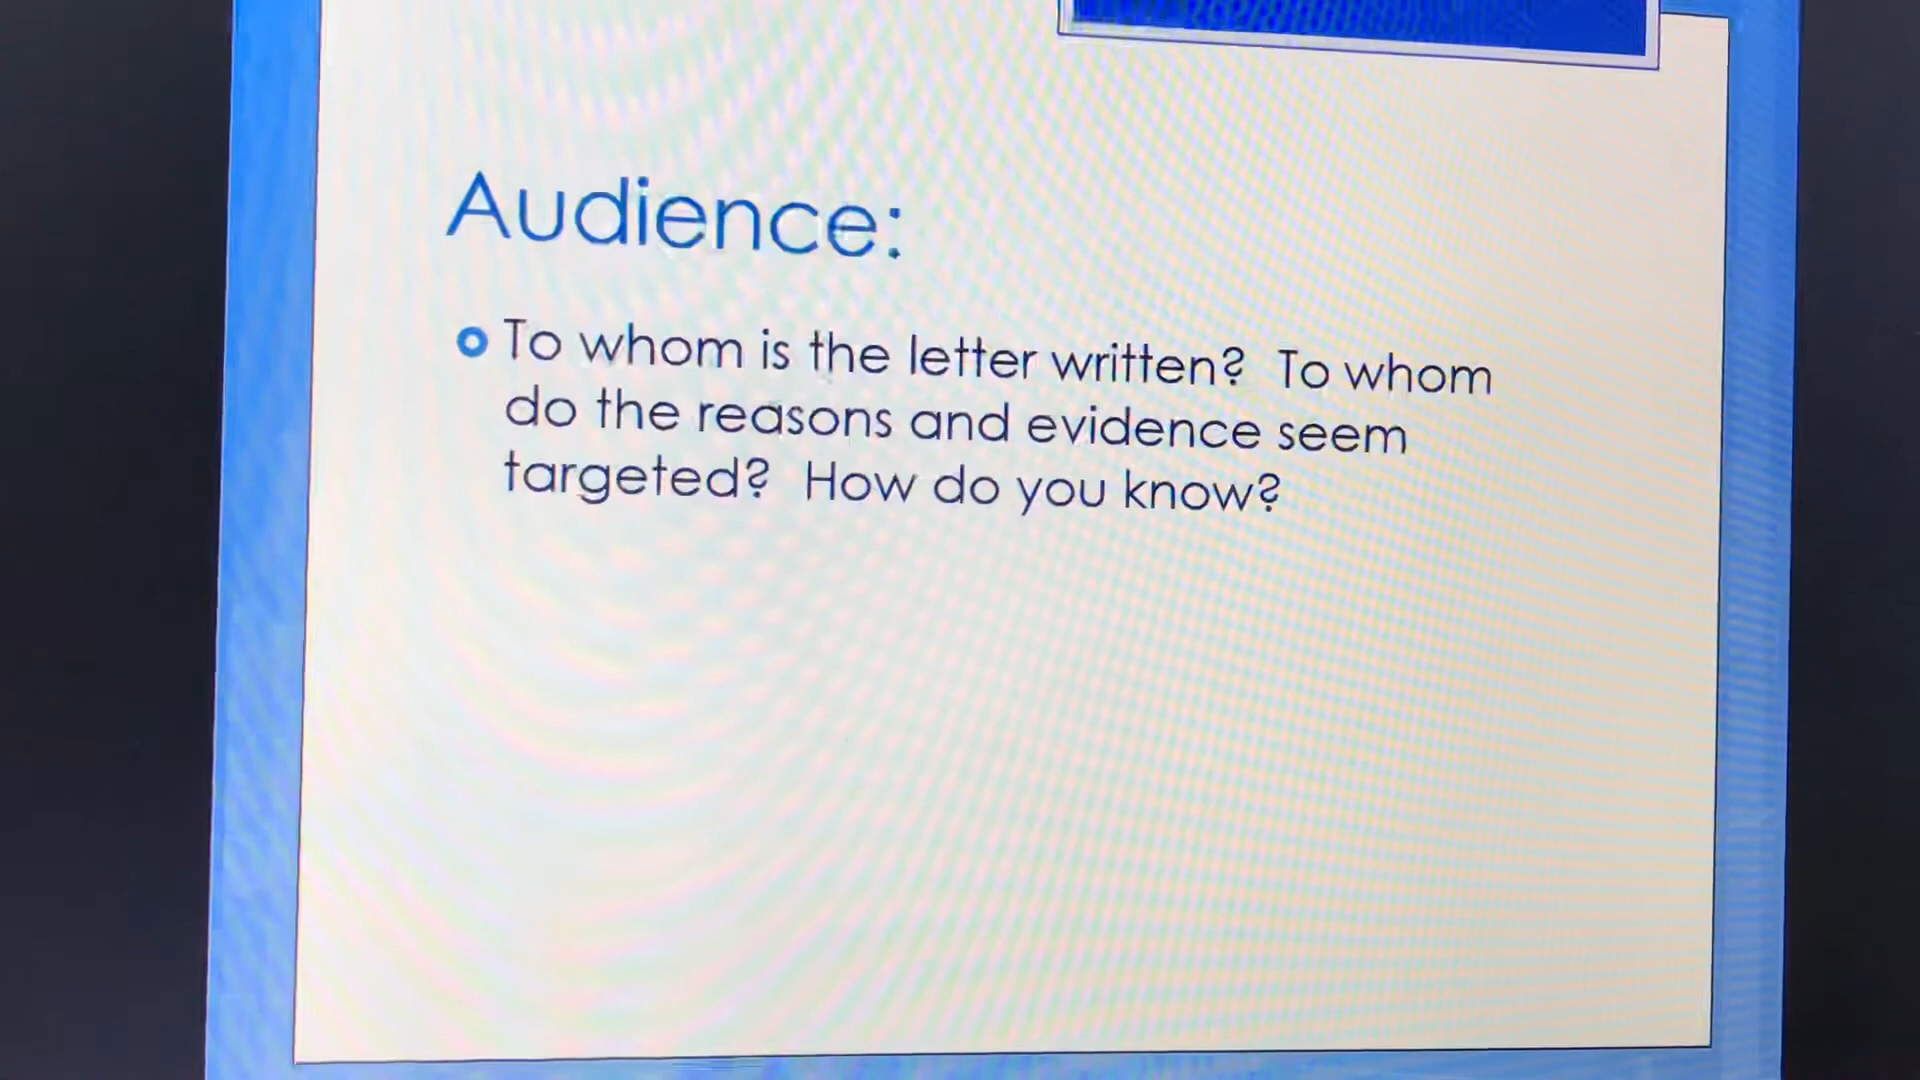 Audience:
To whom is the letter written? To whom
do the reasons and evidence seem
targeted? How do you know?